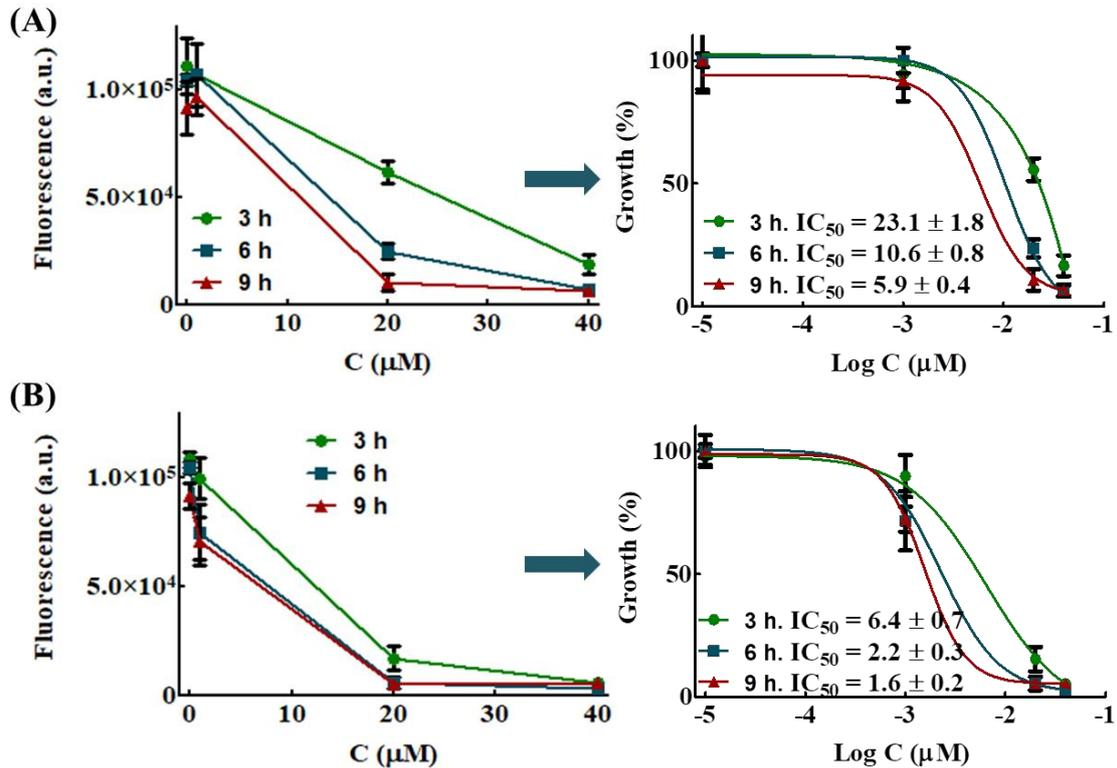 (A)
Fluorescence (a.u.)
1.0×10⁵
5.0×10⁴
0
3 h
6 h
9 h
0 10 20 30 40
C (µM)
Growth (%)
100
50
0
3 h. IC₅₀ = 23.1 ± 1.8
6 h. IC₅₀ = 10.6 ± 0.8
9 h. IC₅₀ = 5.9 ± 0.4
-5 -4 -3 -2 -1
Log C (µM)
(B)
Fluorescence (a.u.)
1.0×10⁵
5.0×10⁴
0
3 h
6 h
9 h
0 10 20 30 40
C (µM)
Growth (%)
100
50
0
3 h. IC₅₀ = 6.4 ± 0.7
6 h. IC₅₀ = 2.2 ± 0.3
9 h. IC₅₀ = 1.6 ± 0.2
-5 -4 -3 -2 -1
Log C (µM)